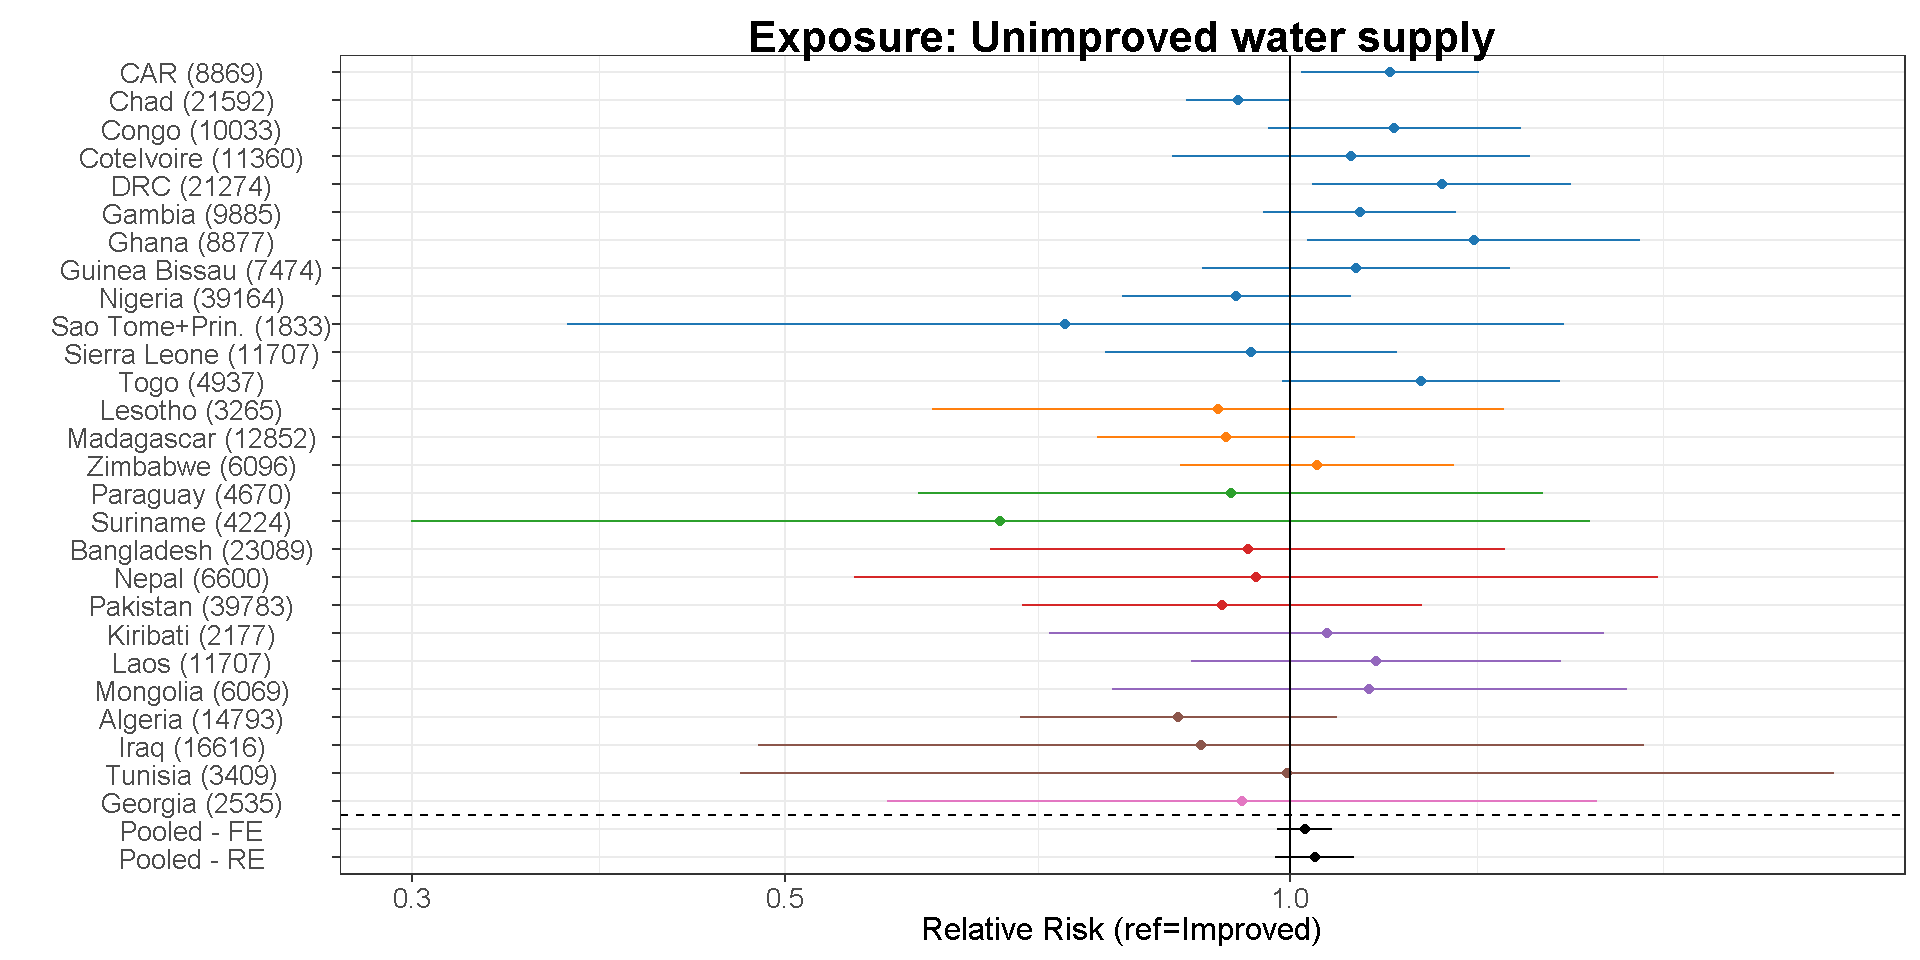 Exposure: Unimproved water supply
CAR (8869)
Chad (21592)
Congo (10033)
CoteIvoire (11360)
DRC (21274)
Gambia (9885)
Ghana (8877)
Guinea Bissau (7474)
Nigeria (39164)
Sao Tome+Prin. (1833)
Sierra Leone (11707)
Togo (4937)
Lesotho (3265)
Madagascar (12852)
Zimbabwe (6096)
Paraguay (4670)
Suriname (4224)
Bangladesh (23089)
Nepal (6600)
Pakistan (39783)
Kiribati (2177)
Laos (11707)
Mongolia (6069)
Algeria (14793)
Iraq (16616)
Tunisia (3409)
Georgia (2535)
Pooled - FE
Pooled - RE
0.3 0.5 1.0
Relative Risk (ref=Improved)